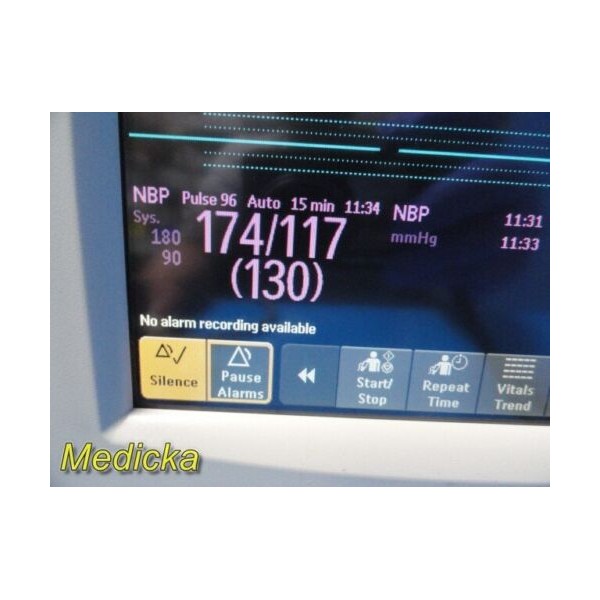 NBP Pulse 96 Auto 15 min 11:34 NBP 11:31
Sys. 174/117 mmHg 11:33
180
90
(130)
No alarm recording available
Silence
Pause
Alarms
Start/
Stop
Repeat
Time
Vitals
Trend
Medicka